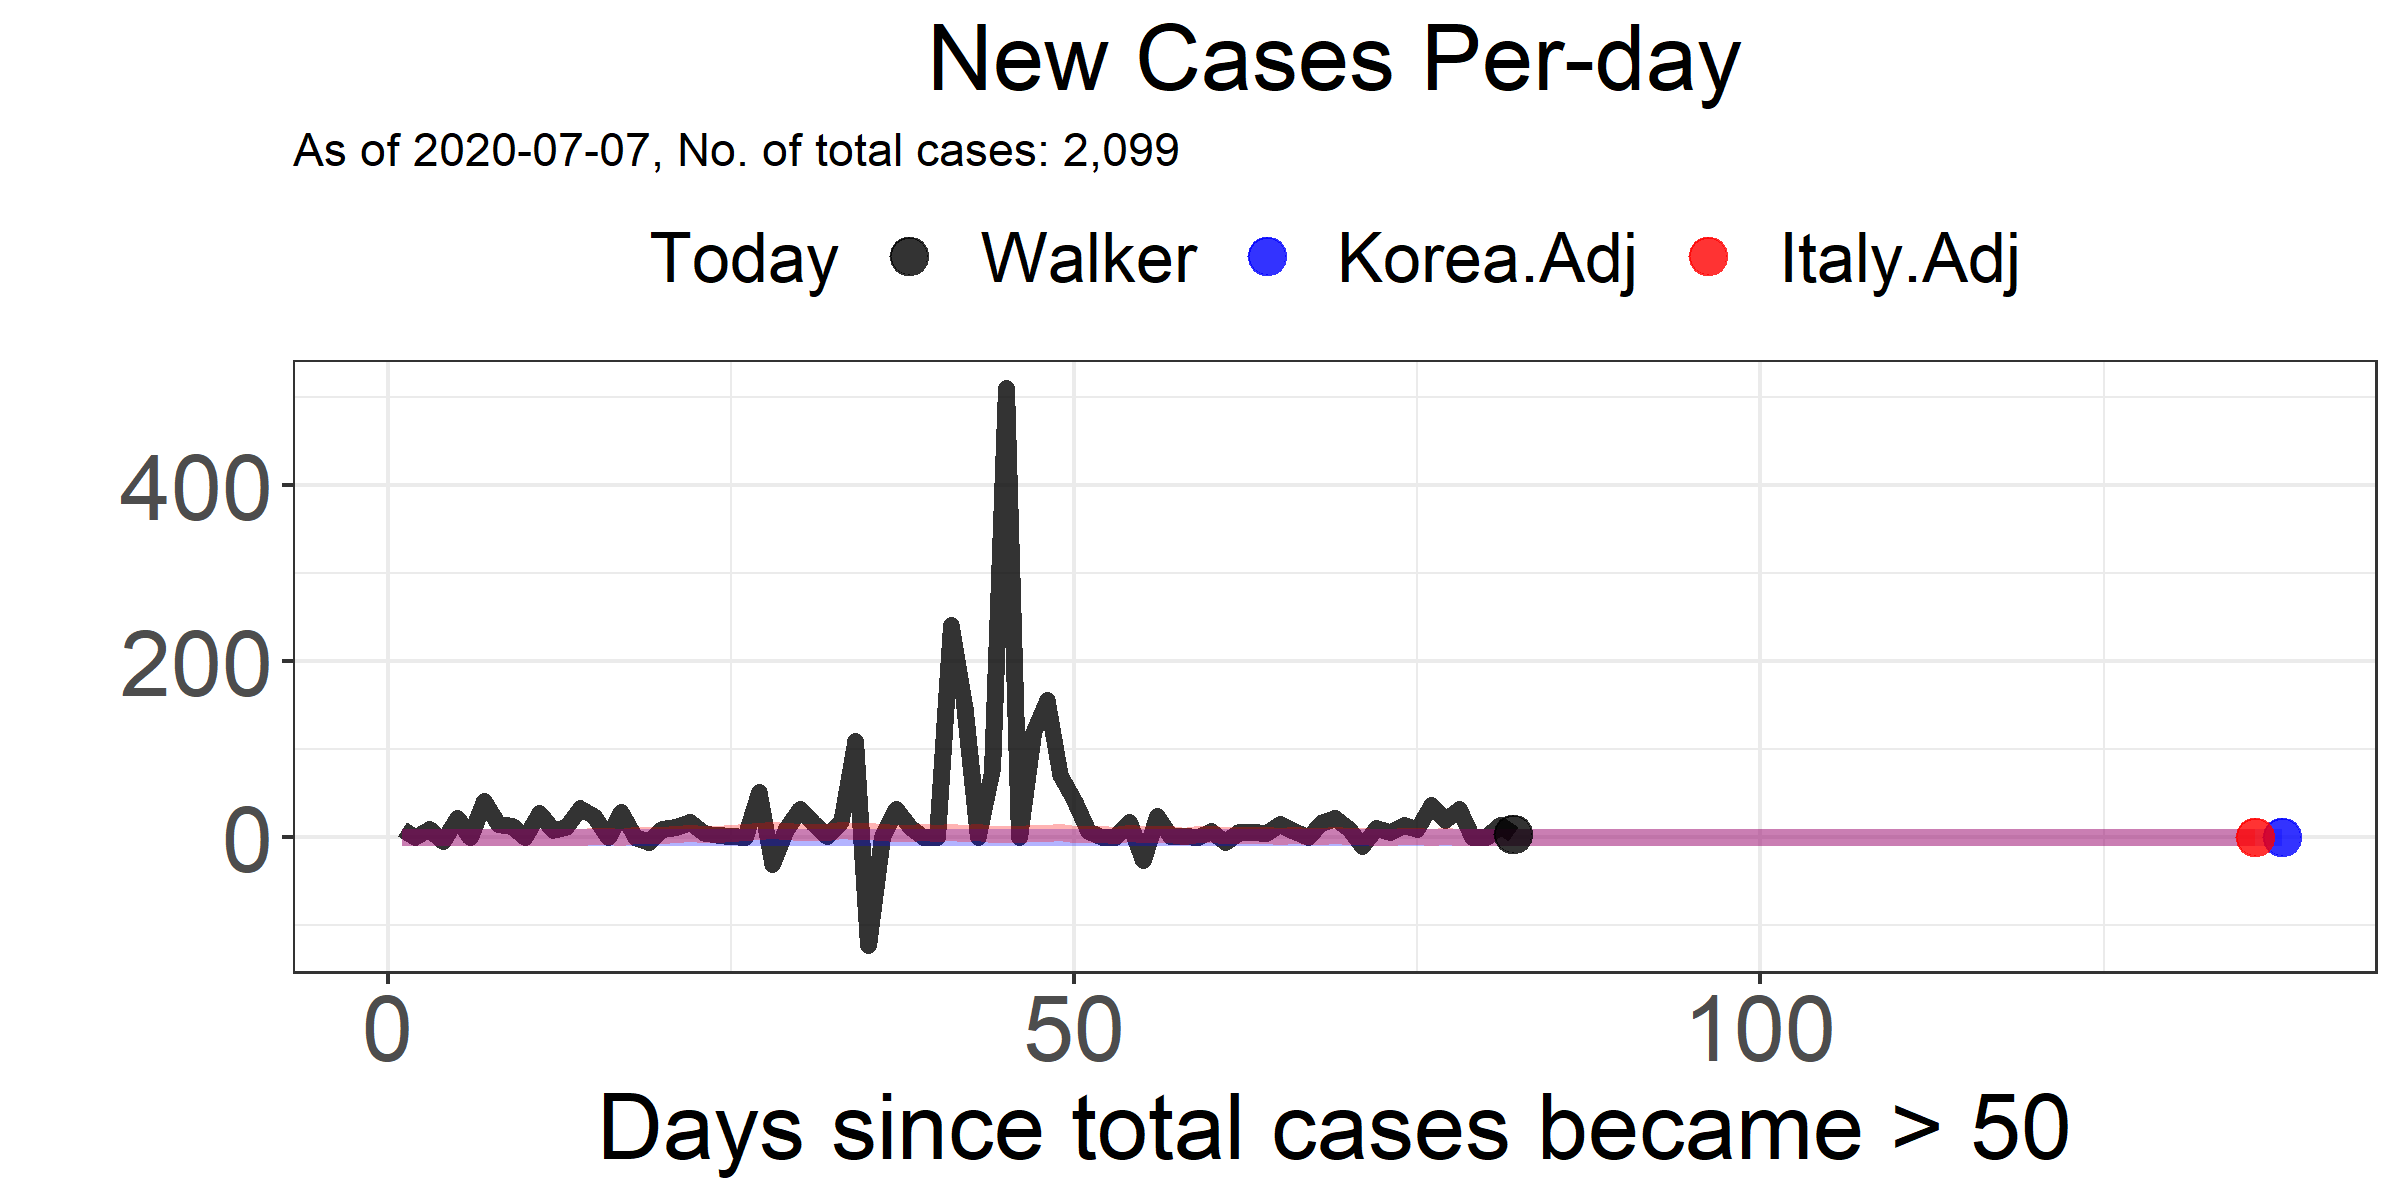 New Cases Per-day
As of 2020-07-07, No. of total cases: 2,099
Today Walker Korea.Adj Italy.Adj
400
200
0
0 50 100
Days since total cases became > 50